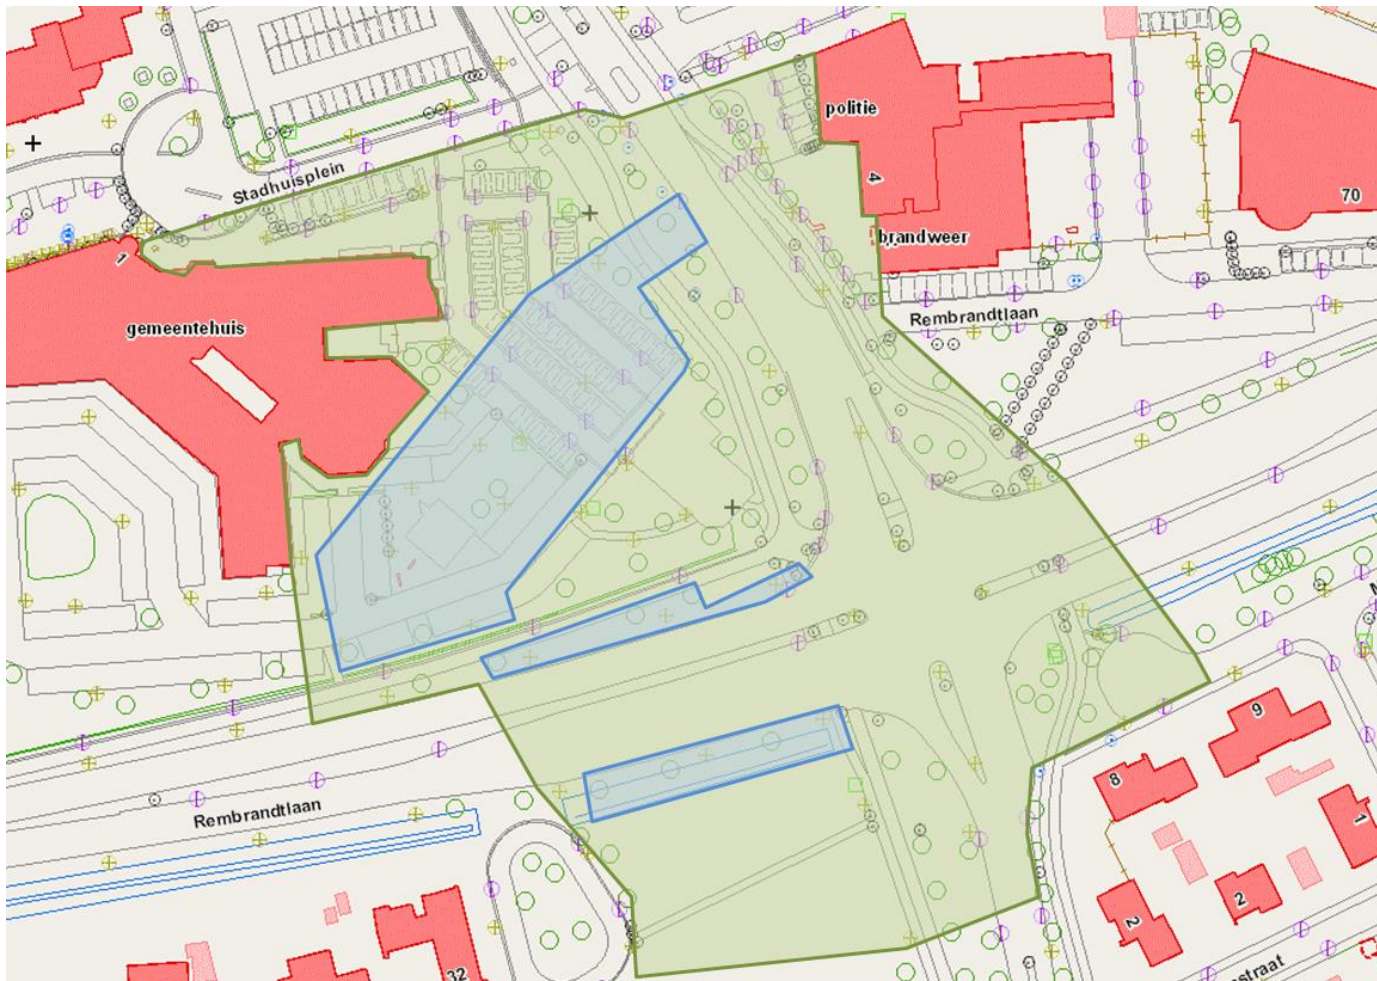 politie
Stadhuisplein
4
70
brandweer
1
gemeentehuis
Rembrandtlaan
9
8
Rembrandtlaan
1
2
2
32
straat